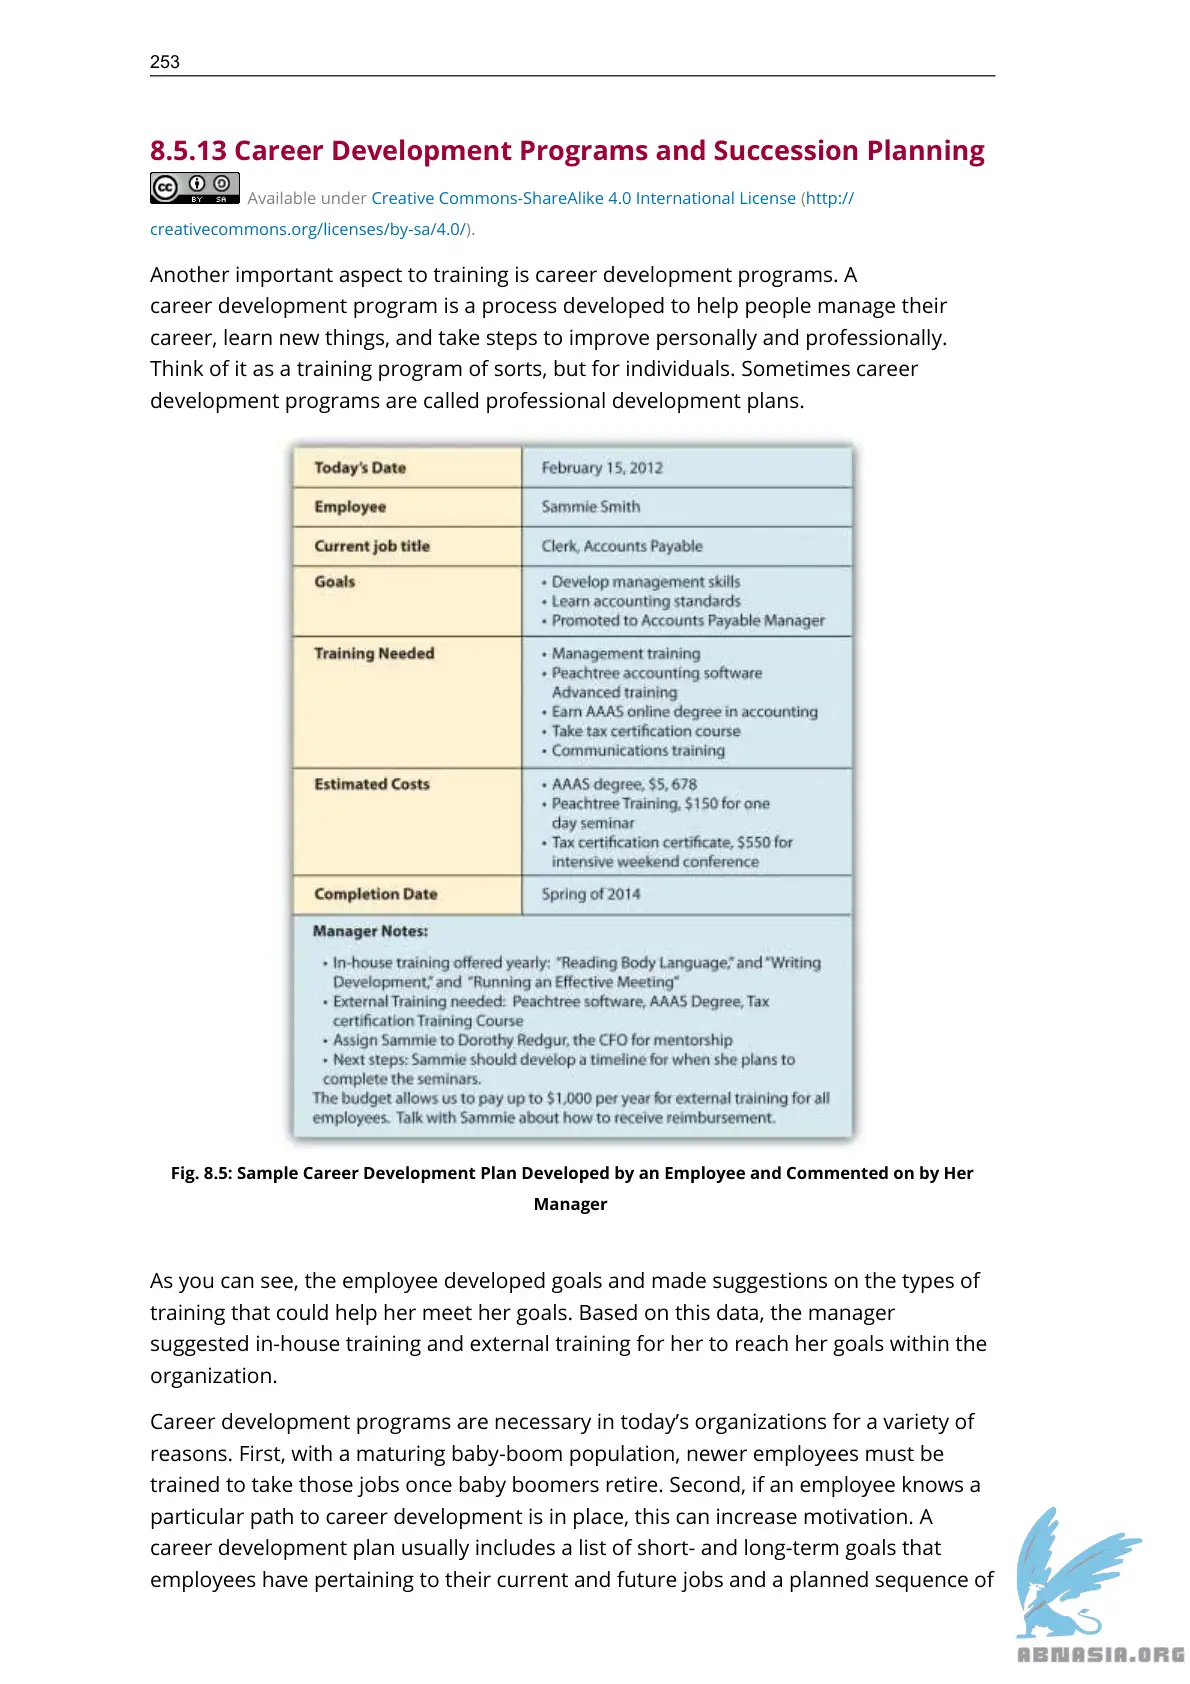 253
8.5.13 Career Development Programs and Succession Planning
cc BY SA Available under Creative Commons-ShareAlike 4.0 International License (http://
creativecommons.org/licenses/by-sa/4.0/).
Another important aspect to training is career development programs. A
career development program is a process developed to help people manage their
career, learn new things, and take steps to improve personally and professionally.
Think of it as a training program of sorts, but for individuals. Sometimes career
development programs are called professional development plans.
Today's Date February 15, 2012
Employee Sammie Smith
Current job title Clerk, Accounts Payable
Goals • Develop management skills
• Learn accounting standards
• Promoted to Accounts Payable Manager
Training Needed • Management training
• Peachtree accounting software
Advanced training
• Earn AAAS online degree in accounting
• Take tax certification course
• Communications training
Estimated Costs • AAAS degree, $5, 678
• Peachtree Training, $150 for one
day seminar
• Tax certification certificate, $550 for
intensive weekend conference
Completion Date Spring of 2014
Manager Notes:
• In-house training offered yearly: "Reading Body Language," and "Writing
Development," and "Running an Effective Meeting"
• External Training needed: Peachtree software, AAAS Degree, Tax
certification Training Course
• Assign Sammie to Dorothy Redgur, the CFO for mentorship
• Next steps: Sammie should develop a timeline for when she plans to
complete the seminars.
The budget allows us to pay up to $1,000 per year for external training for all
employees. Talk with Sammie about how to receive reimbursement.
Fig. 8.5: Sample Career Development Plan Developed by an Employee and Commented on by Her
Manager
As you can see, the employee developed goals and made suggestions on the types of
training that could help her meet her goals. Based on this data, the manager
suggested in-house training and external training for her to reach her goals within the
organization.
Career development programs are necessary in today's organizations for a variety of
reasons. First, with a maturing baby-boom population, newer employees must be
trained to take those jobs once baby boomers retire. Second, if an employee knows a
particular path to career development is in place, this can increase motivation. A
career development plan usually includes a list of short- and long-term goals that
employees have pertaining to their current and future jobs and a planned sequence of
ABNASIA.ORG